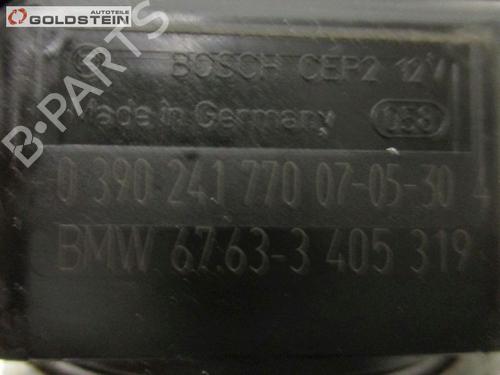 AUTOTEILE
GOLDSTEIN
B-Parts
BOSCH CEP2 12V
Made in Germany 053
0 390 241 770 07-05-30 4
BMW 67.63-3 405 319